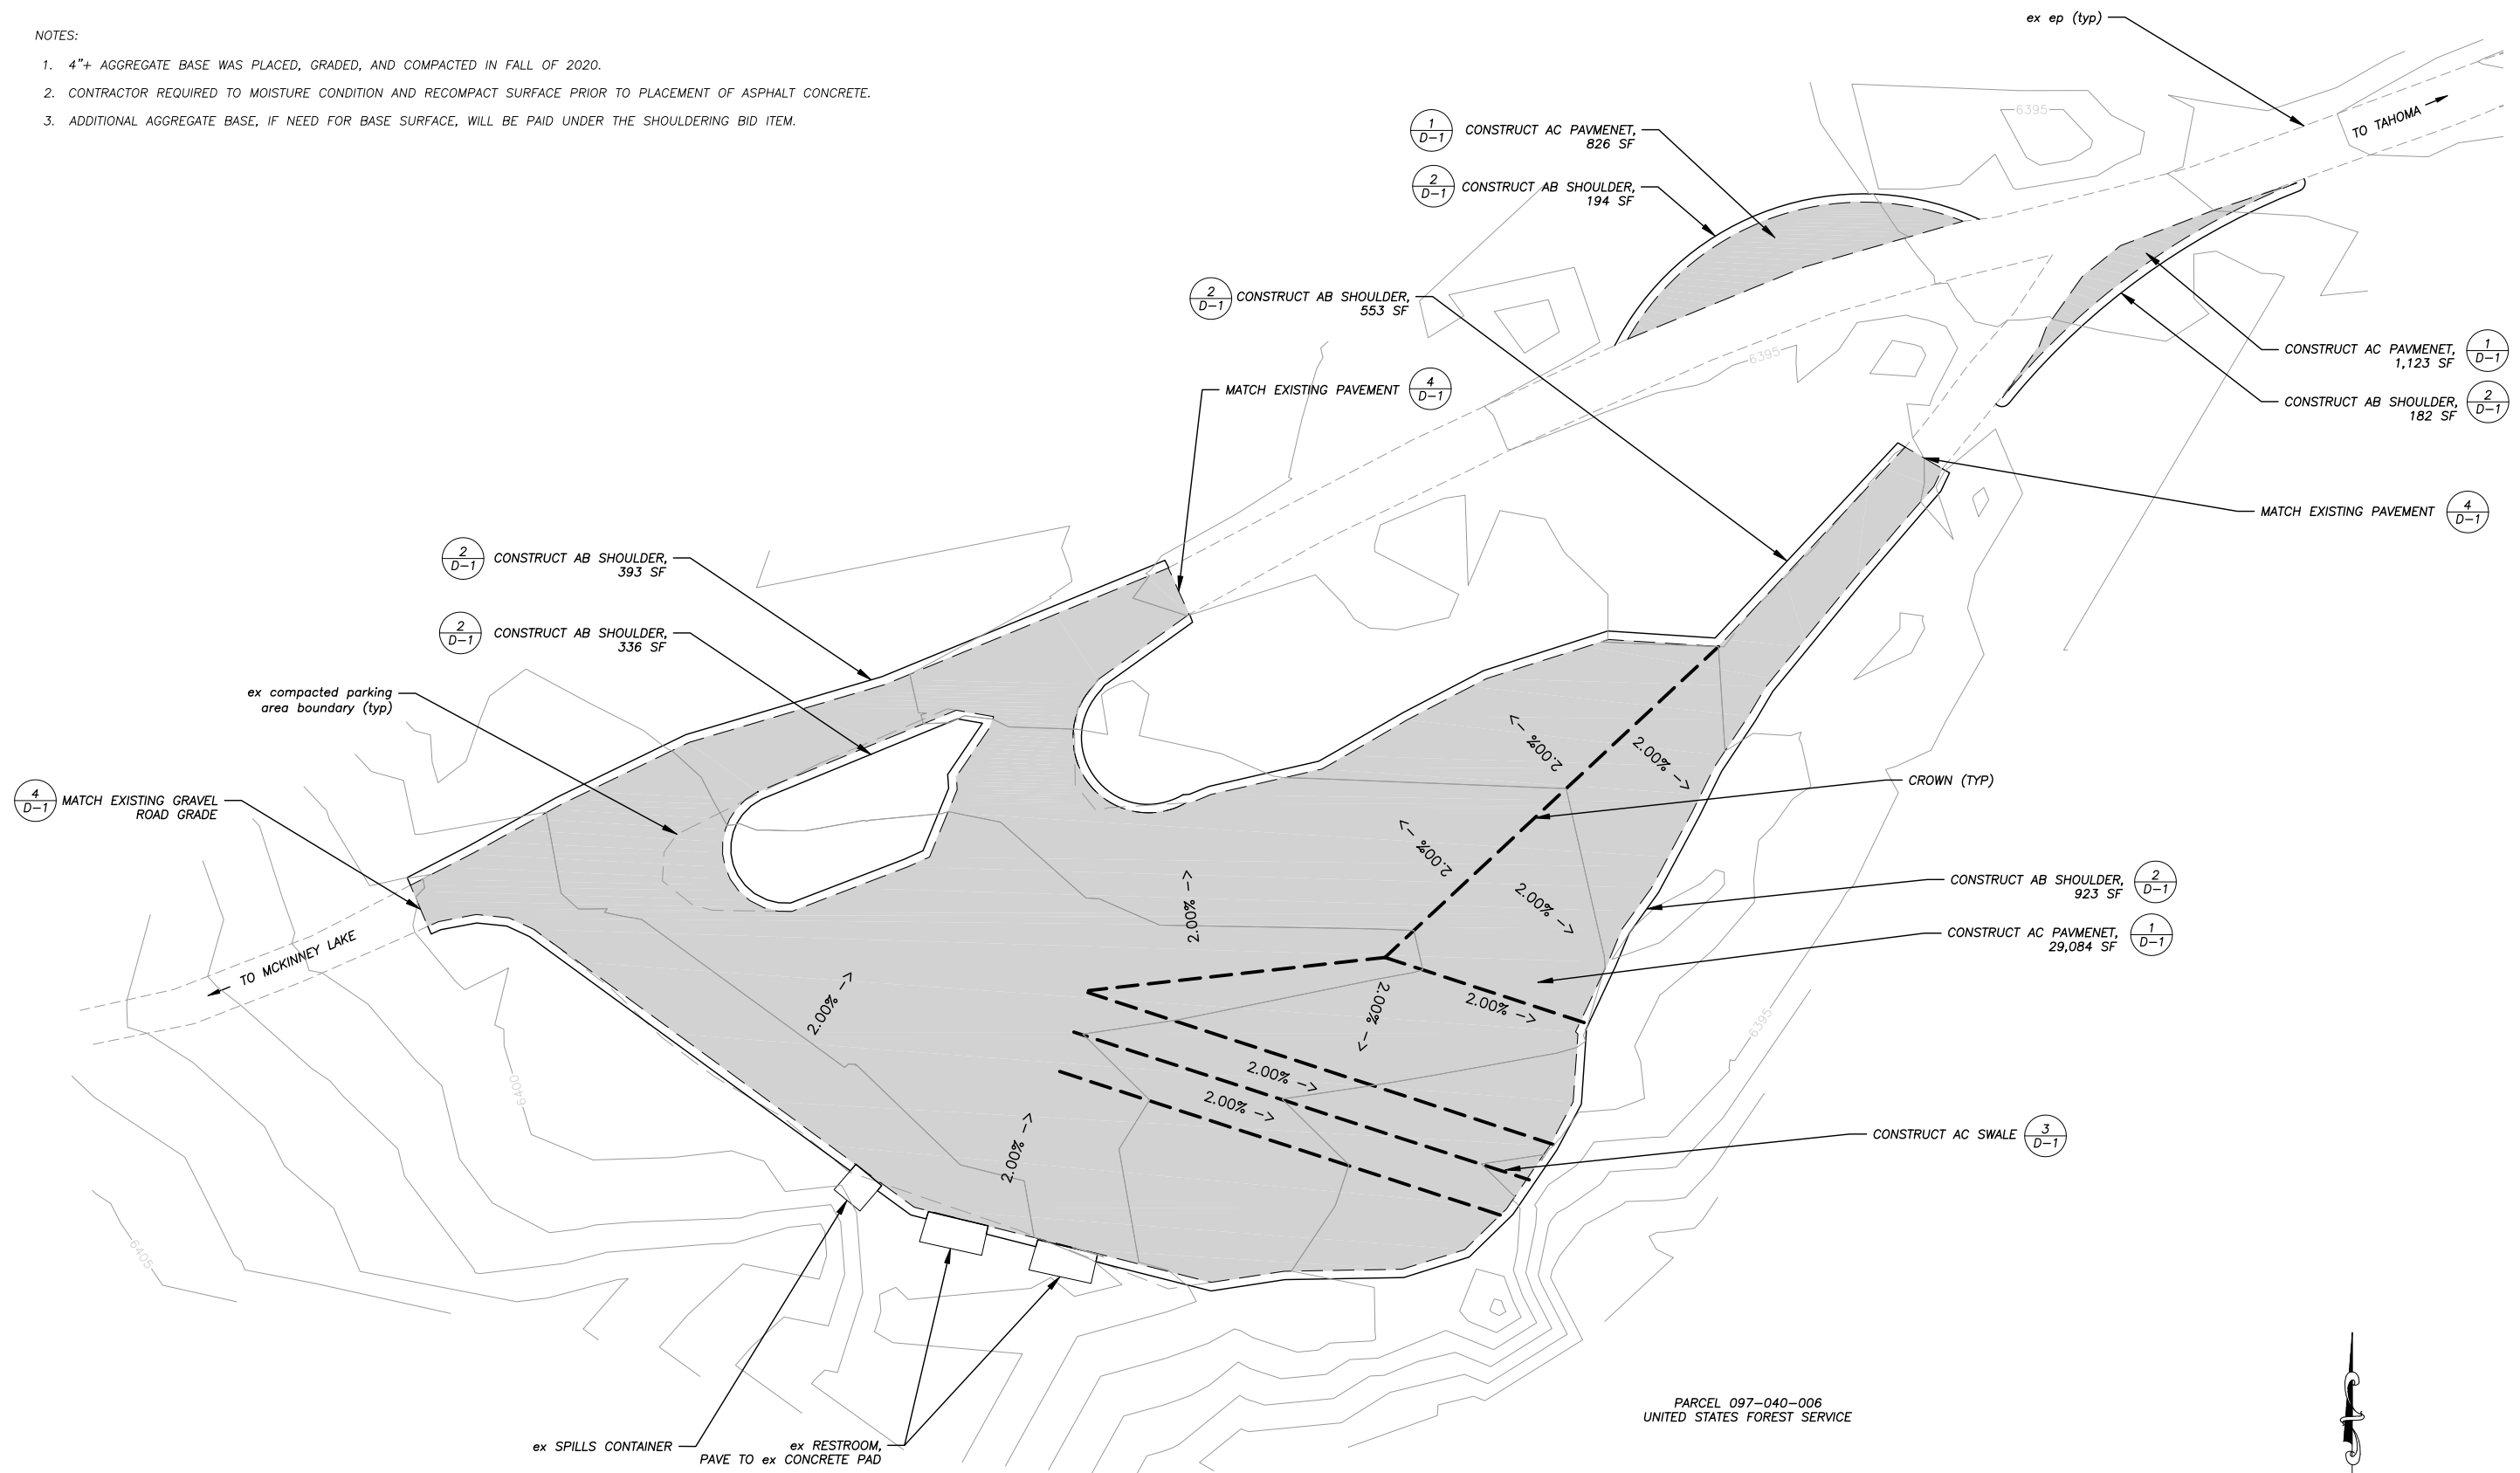 NOTES:
1. 4"+ AGGREGATE BASE WAS PLACED, GRADED, AND COMPACTED IN FALL OF 2020.
2. CONTRACTOR REQUIRED TO MOISTURE CONDITION AND RECOMPACT SURFACE PRIOR TO PLACEMENT OF ASPHALT CONCRETE.
3. ADDITIONAL AGGREGATE BASE, IF NEED FOR BASE SURFACE, WILL BE PAID UNDER THE SHOULDERING BID ITEM.
ex ep (typ)
TO TAHOMA
6395
1
D-1
CONSTRUCT AC PAVMENET,
826 SF
2
D-1
CONSTRUCT AB SHOULDER,
194 SF
2
D-1
CONSTRUCT AB SHOULDER,
553 SF
6395
CONSTRUCT AC PAVMENET,
1,123 SF
1
D-1
CONSTRUCT AB SHOULDER,
182 SF
2
D-1
MATCH EXISTING PAVEMENT
4
D-1
MATCH EXISTING PAVEMENT
4
D-1
2
D-1
CONSTRUCT AB SHOULDER,
393 SF
2
D-1
CONSTRUCT AB SHOULDER,
336 SF
ex compacted parking
area boundary (typ)
4
D-1
MATCH EXISTING GRAVEL
ROAD GRADE
2.00% -->
2.00% -->
CROWN (TYP)
2.00% -->
2.00% -->
2.00% -->
CONSTRUCT AB SHOULDER,
923 SF
2
D-1
CONSTRUCT AC PAVMENET,
29,084 SF
1
D-1
TO MCKINNEY LAKE
2.00% -->
2.00% -->
2.00% -->
6395
2.00% -->
2.00% -->
2.00% -->
6400
CONSTRUCT AC SWALE
3
D-1
6405
PARCEL 097-040-006
UNITED STATES FOREST SERVICE
ex SPILLS CONTAINER
ex RESTROOM,
PAVE TO ex CONCRETE PAD